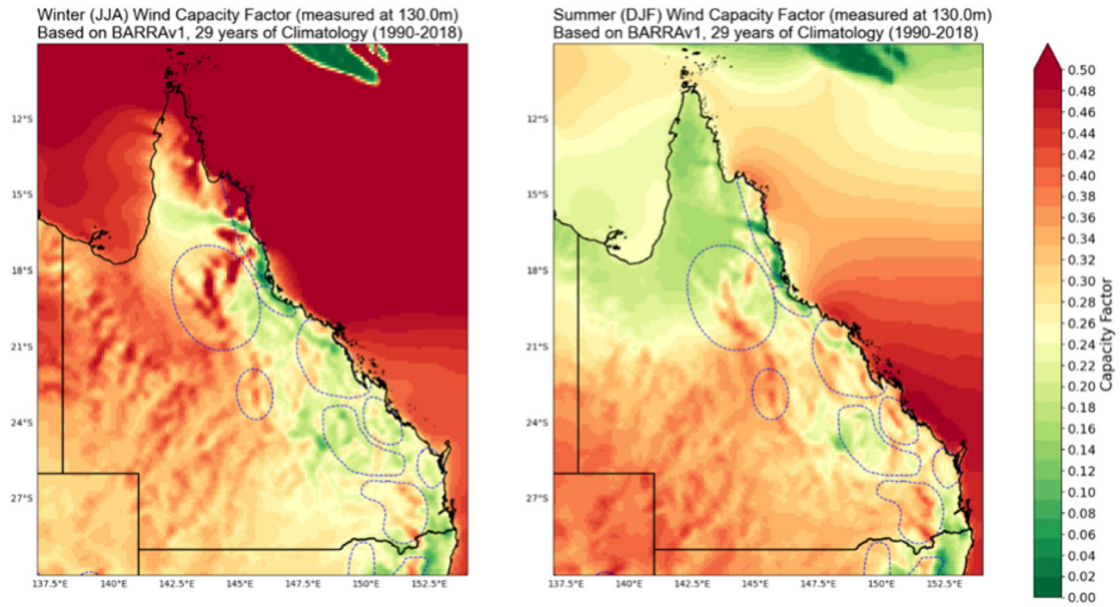 Winter (JJA) Wind Capacity Factor (measured at 130.0m)
Based on BARRAv1, 29 years of Climatology (1990-2018)
12°S
15°S
18°S
21°S
24°S
27°S
137.5°E 140°E 142.5°E 145°E 147.5°E 150°E 152.5°E
Summer (DJF) Wind Capacity Factor (measured at 130.0m)
Based on BARRAv1, 29 years of Climatology (1990-2018)
12°S
15°S
18°S
21°S
24°S
27°S
137.5°E 140°E 142.5°E 145°E 147.5°E 150°E 152.5°E
0.50
0.48
0.46
0.44
0.42
0.40
0.38
0.36
0.34
0.32
0.30
0.28
0.26
0.24
0.22
0.20
0.18
0.16
0.14
0.12
0.10
0.08
0.06
0.04
0.02
0.00
Capacity Factor